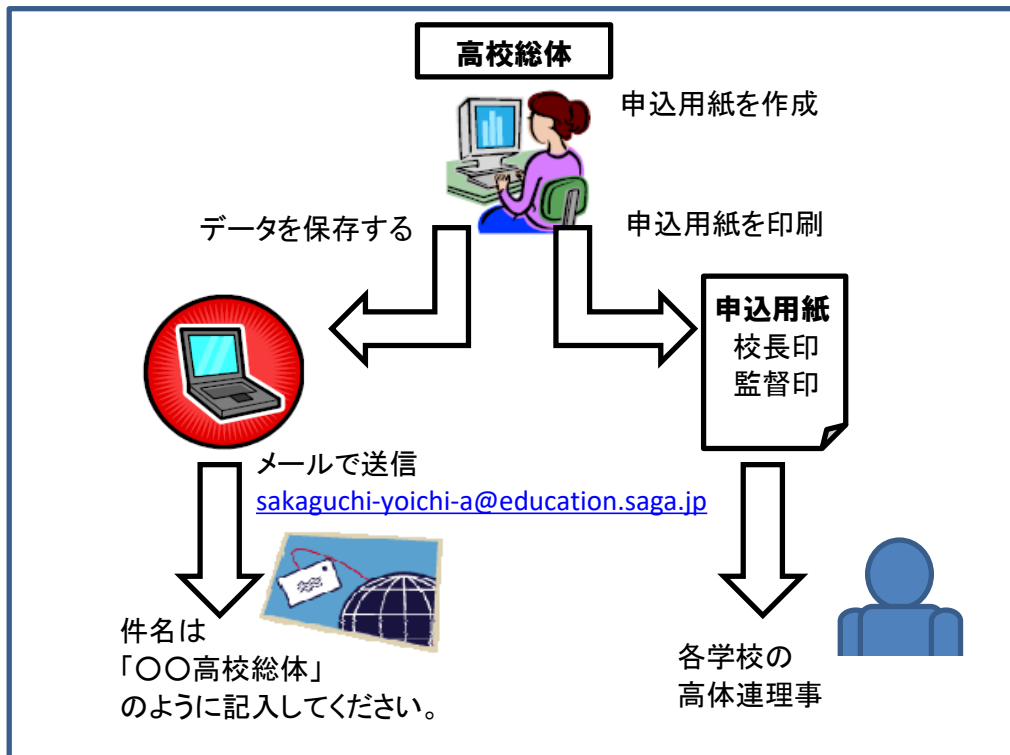 高校総体
申込用紙を作成
データを保存する
申込用紙を印刷
申込用紙
校長印
監督印
メールで送信
sakaguchi-yoichi-a@education.saga.jp
件名は
「〇〇高校総体」
のように記入してください。
各学校の
高体連理事